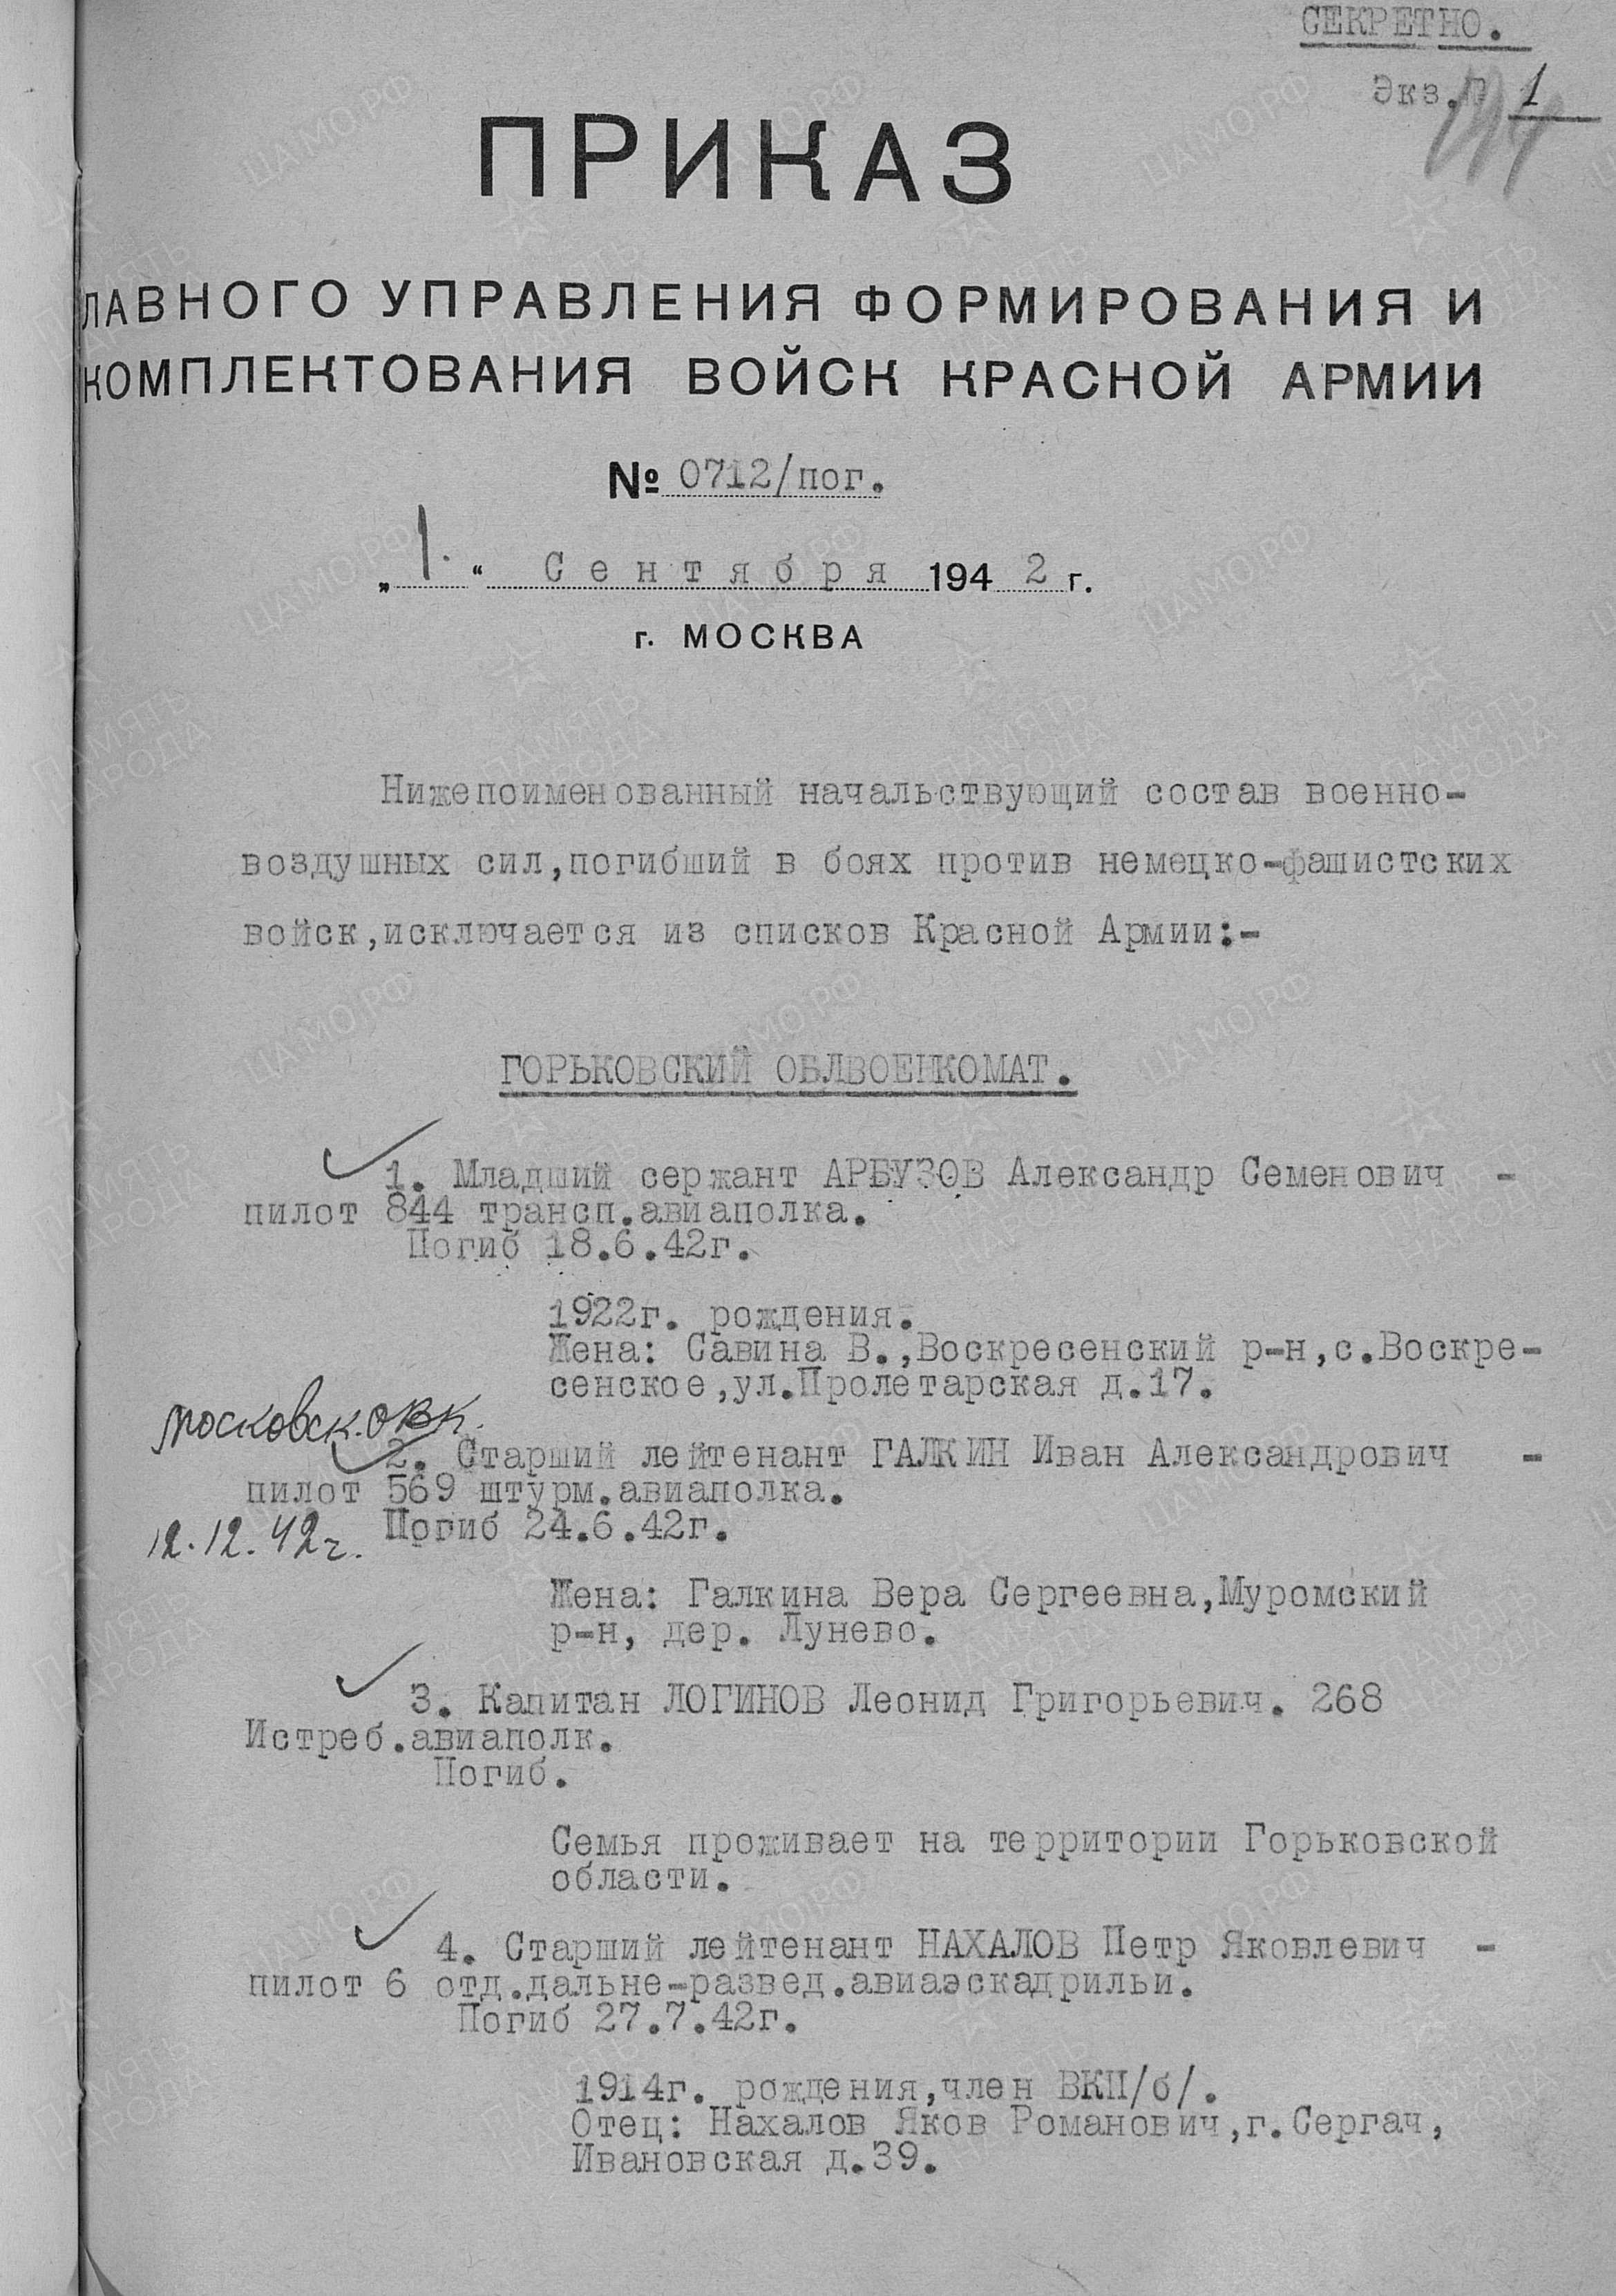 СЕКРЕТНО.
Экз. 1
ПРИКАЗ
ЛАВНОГО УПРАВЛЕНИЯ ФОРМИРОВАНИЯ И
КОМПЛЕКТОВАНИЯ ВОЙСК КРАСНОЙ АРМИИ
№ 0712/пог.
„1." Сентября 1942 г.
г. МОСКВА
Нижепоименованный начальствующий состав военно-
воздушных сил,погибший в боях против немецко-фашистских
войск,исключается из списков Красной Армии:-
ГОРЬКОВСКИЙ ОБЛВОЕНКОМАТ.
1. Младший сержант АРБУЗОВ Александр Семенович -
пилот 844 трансп.авиаполка.
Погиб 18.6.42г.
1922г. рождения.
Жена: Савина В.,Воскресенский р-н,с.Воскре-
сенское,ул.Пролетарская д.17.
Московск. ОВК.
2. Старший лейтенант ГАЛКИН Иван Александрович -
пилот 569 штурм.авиаполка.
12.12.42г. Погиб 24.6.42г.
Жена: Галкина Вера Сергеевна,Муромский
р-н, дер. Лунево.
3. Капитан ЛОГИНОВ Леонид Григорьевич. 268
Истреб.авиаполк.
Погиб.
Семья проживает на территории Горьковской
области.
4. Старший лейтенант НАХАЛОВ Петр Яковлевич -
пилот 6 отд.дальне-развед.авиаэскадрильи.
Погиб 27.7.42г.
1914г. рождения,член ВКП/б/.
Отец: Нахалов Яков Романович,г.Сергач,
Ивановская д.39.
ЦАМО.РФ
ПАМЯТЬ
НАРОДА